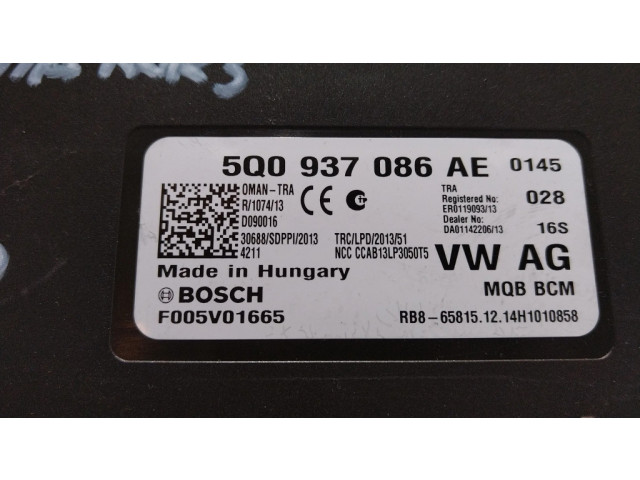 5Q0 937 086 AE 0145
OMAN-TRA
R/1074/13
D090016
CE
TRA
Registered No:
ER0119093/13
Dealer No:
DA01142206/13
028
16S
30688/SDPPI/2013
4211
TRC/LPD/2013/51
NCC CCAB13LP3050T5
VW AG
Made in Hungary
BOSCH
MQB BCM
F005V01665
RB8-65815.12.14H1010858